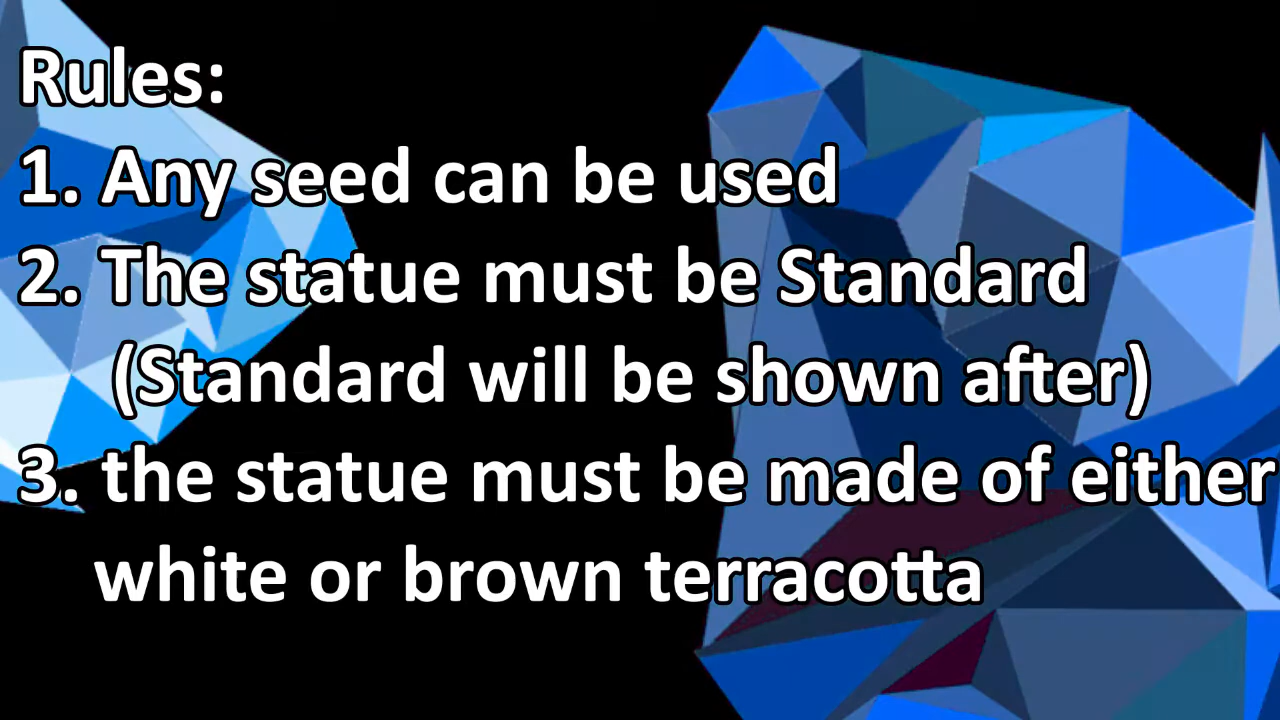 Rules:
1. Any seed can be used
2. The statue must be Standard
(Standard will be shown after)
3. the statue must be made of either
white or brown terracotta